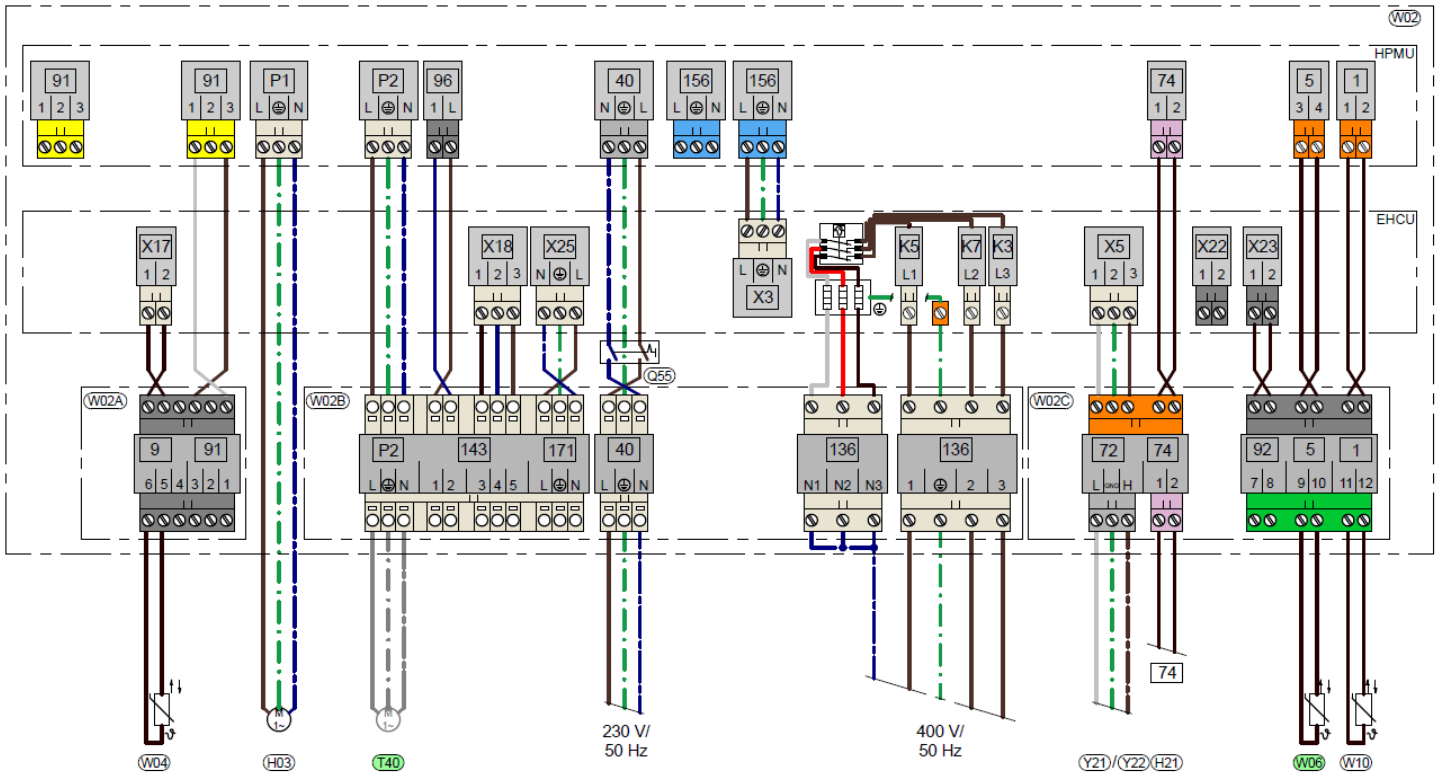 W02
HPMU
91 91 P1 P2 96 40 156 156 74 5 1
1 2 3 1 2 3 L N L N 1 L N L L N L N 1 2 3 4 1 2
EHCU
X17 X18 X25 K5 K7 K3 X5 X22 X23
1 2 1 2 3 N L L N L1 L2 L3 1 2 3 1 2 1 2
X3
Q55
W02A W02B W02C
9 91 P2 143 171 40 136 136 72 74 92 5 1
6 5 4 3 2 1 L N 1 2 3 4 5 L N L N N1 N2 N3 1 2 3 L GND H 1 2 7 8 9 10 11 12
74
M M
1~ 1~
ϑ ϑ ϑ
230 V/ 400 V/
50 Hz 50 Hz
W04 H03 T40 Y21/Y22 H21 W06 W10